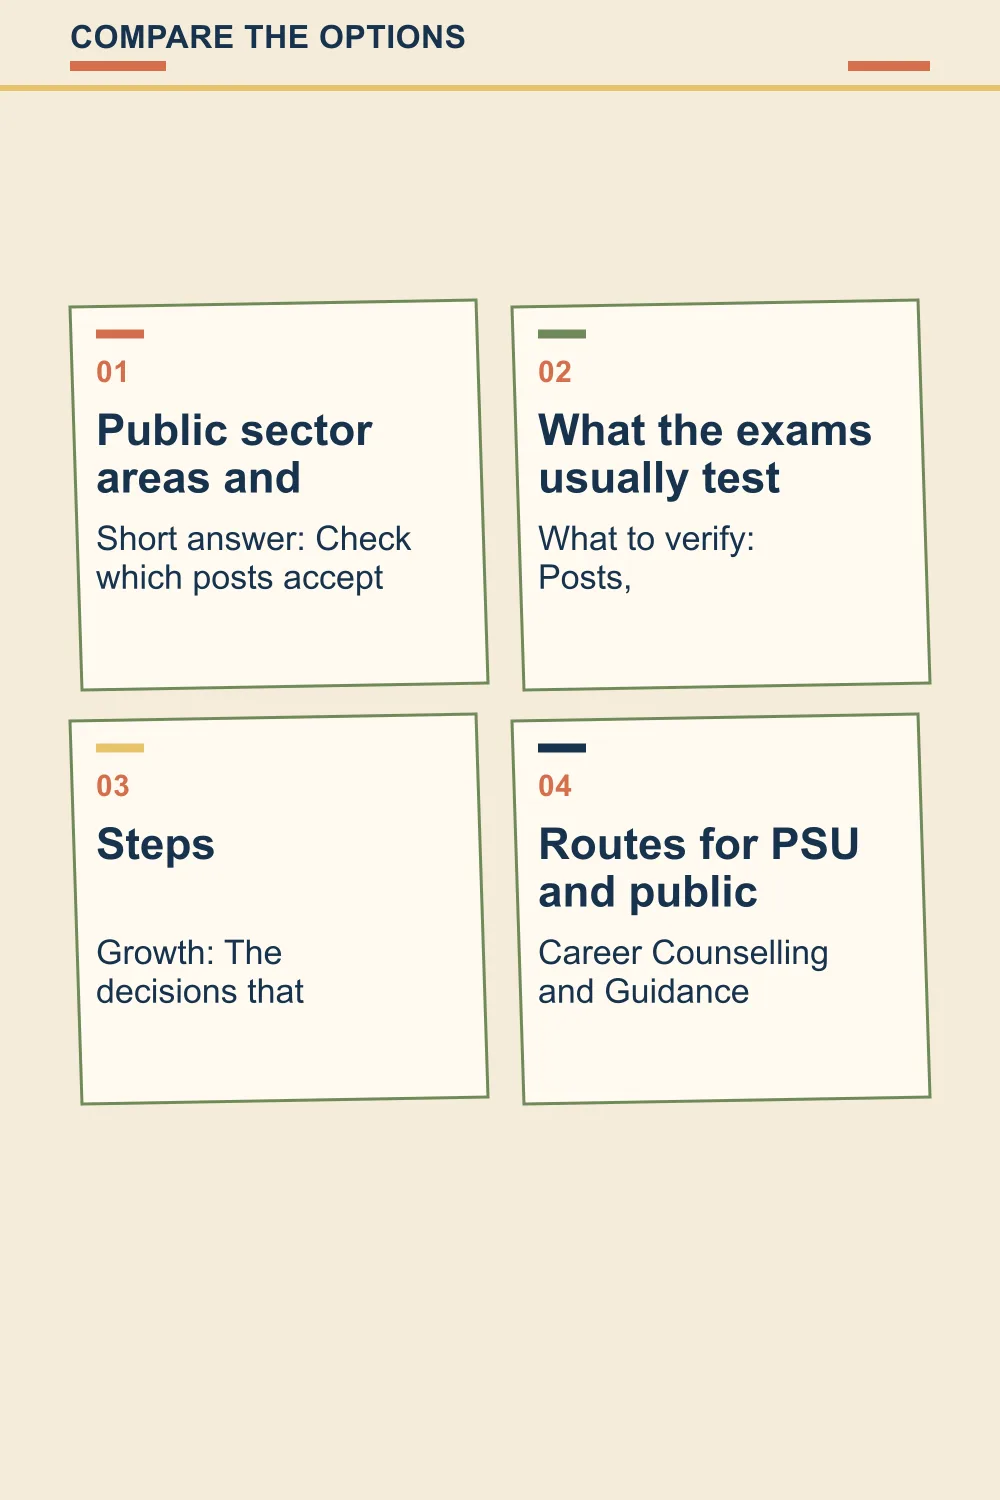 COMPARE THE OPTIONS
01
Public sector
areas and
Short answer: Check
which posts accept
02
What the exams
usually test
What to verify:
Posts,
03
Steps
Growth: The
decisions that
04
Routes for PSU
and public
Career Counselling
and Guidance